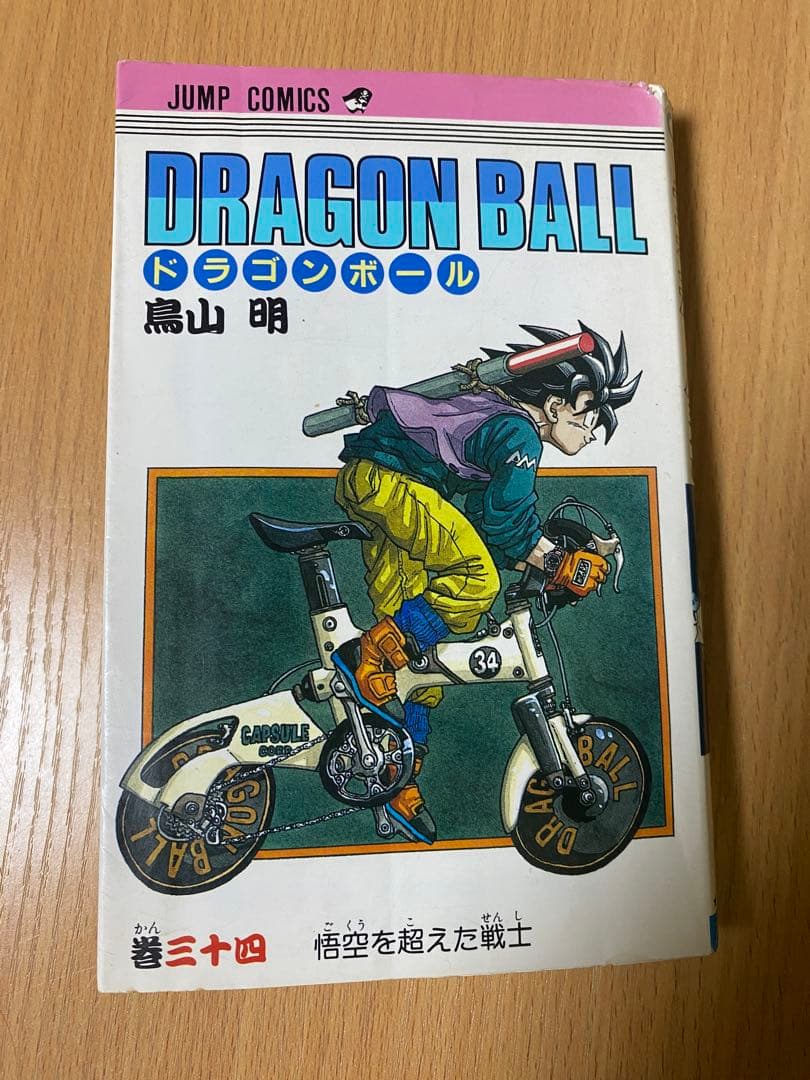 JUMP COMICS
DRAGON BALL
ドラゴンボール
鳥山 明
34
CAPSULE
CORP.
DRAGON BALL
DRAGON BALL
かん
巻三十四
ごくう こ せんし
悟空を超えた戦士